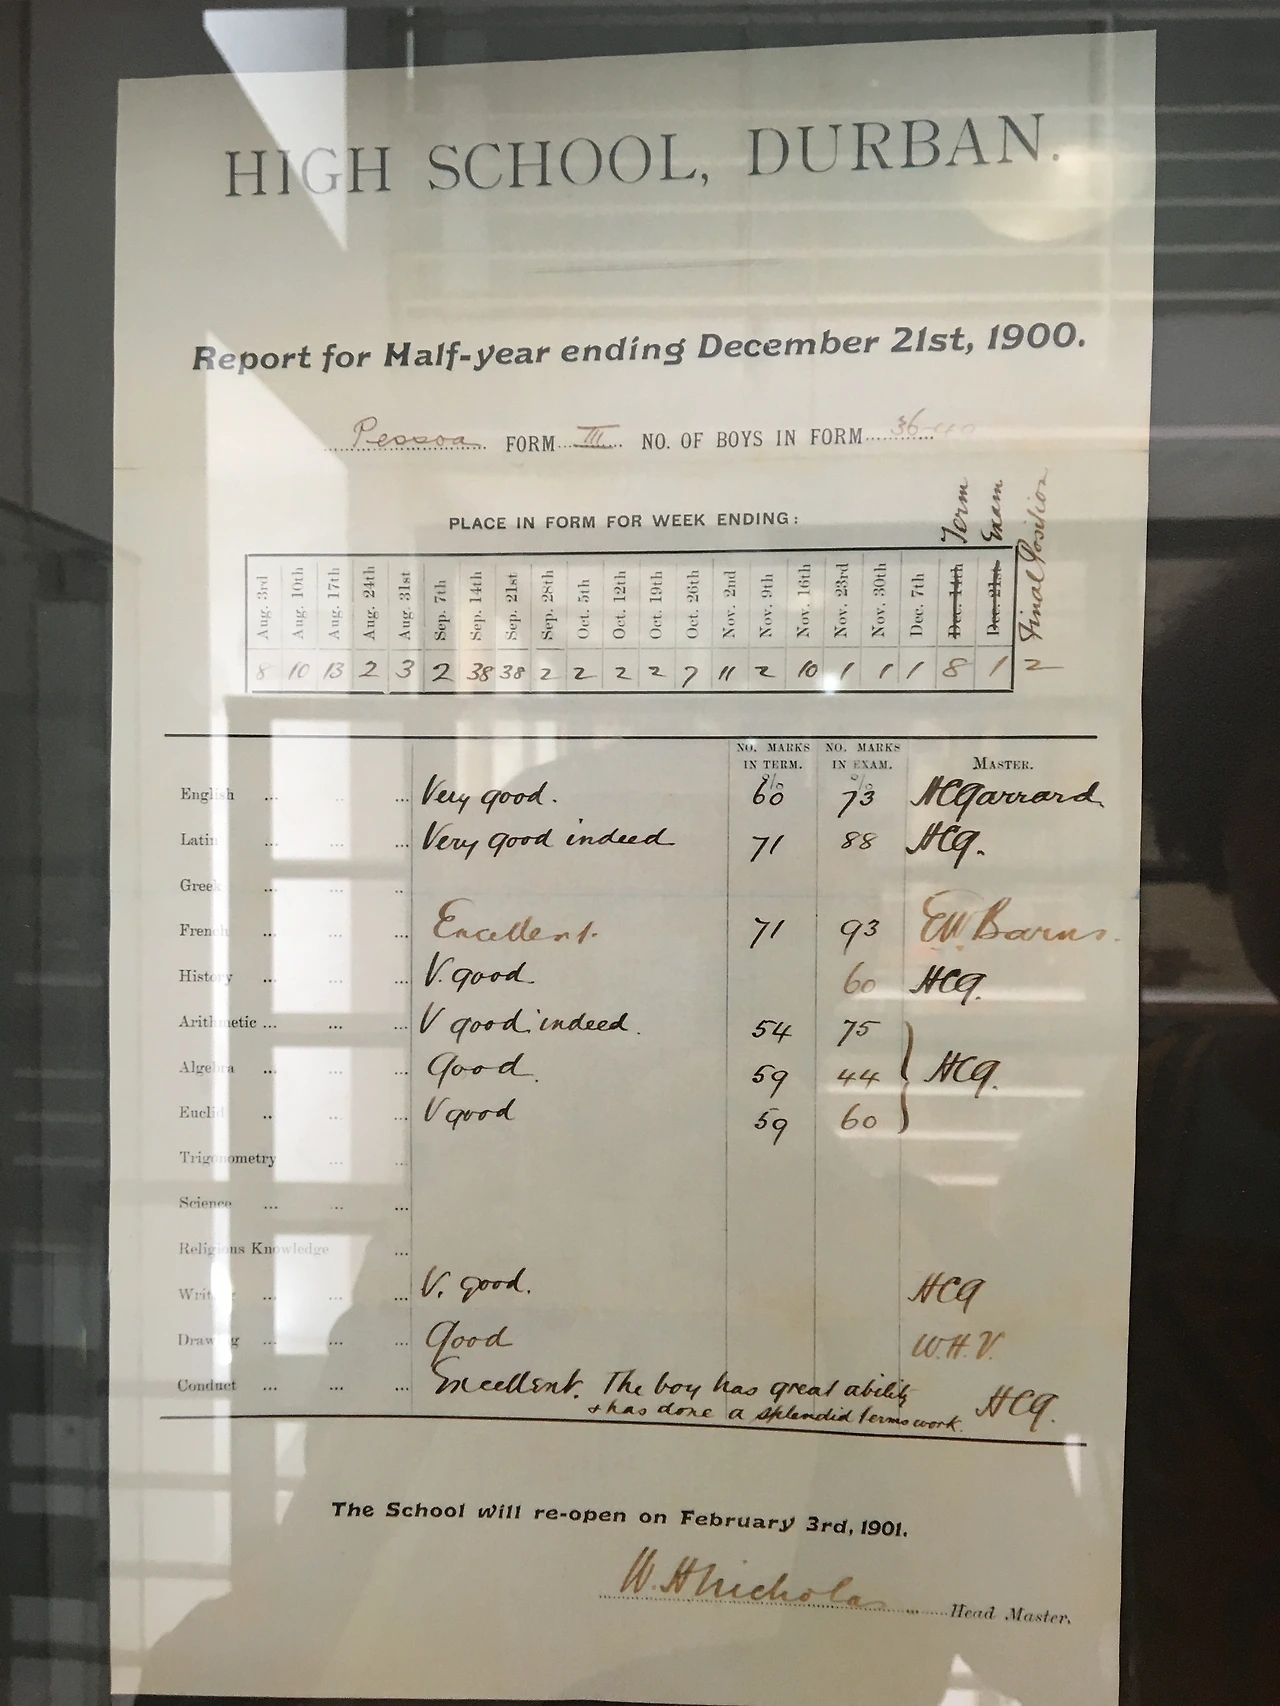 HIGH SCHOOL, DURBAN.
Report for Half-year ending December 21st, 1900.
Pessoa FORM III NO. OF BOYS IN FORM 36-40
PLACE IN FORM FOR WEEK ENDING:
Aug. 3rd Aug. 10th Aug. 17th Aug. 24th Aug. 31st Sep. 7th Sep. 14th Sep. 21st Sep. 28th Oct. 5th Oct. 12th Oct. 19th Oct. 26th Nov. 2nd Nov. 9th Nov. 16th Nov. 23rd Nov. 30th Dec. 7th Dec. 14th Term Dec. 21st Exam Final Position
8 10 13 2 3 2 38 38 2 2 2 2 7 11 2 10 1 1 1 8 1 2
NO. MARKS IN TERM. NO. MARKS IN EXAM. MASTER.
% %
English ... ... ... Very good. 60 73 HCGarrard
Latin ... ... ... Very good indeed 71 88 HCG.
Greek ... ... ...
French ... ... ... Excellent. 71 93 EW Barns.
History ... ... ... V. good 60 HCG.
Arithmetic ... ... ... V good indeed. 54 75
Algebra ... ... ... Good. 59 44 HCG.
Euclid ... ... ... V good 59 60
Trigonometry ... ...
Science ... ... ...
Religious Knowledge ...
Writing ... ... ... V. good. HCG
Drawing ... ... ... Good W.H.V.
Conduct ... ... ... Excellent. The boy has great ability
& has done a splendid terms work. HCG.
The School will re-open on February 3rd, 1901.
W. H Nicholas Head Master.